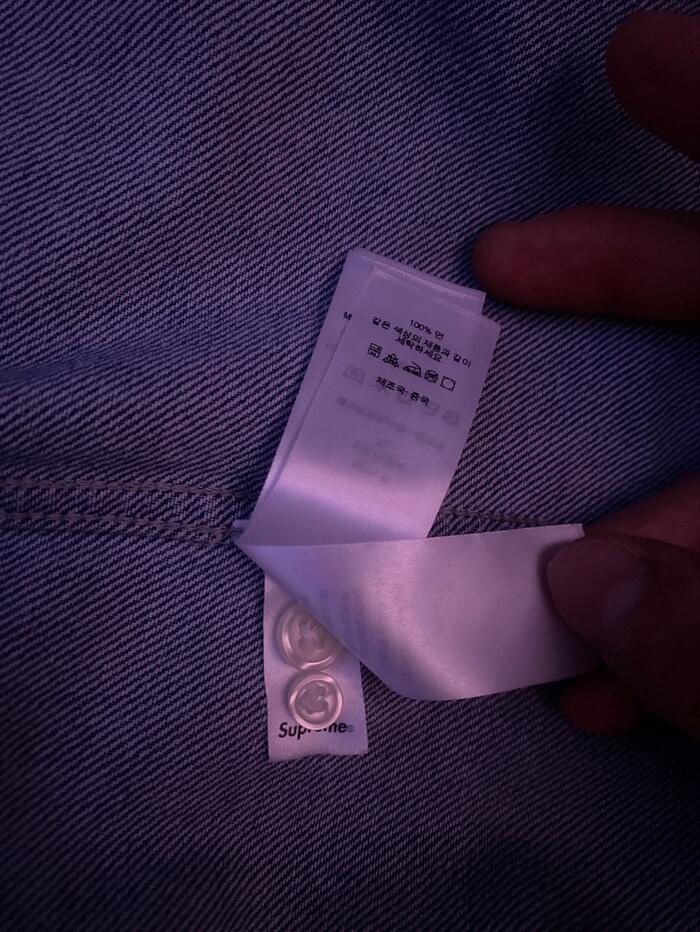 M
100% 면
같은 색상의 제품과 같이
세탁하세요
제조국: 중국
Supreme